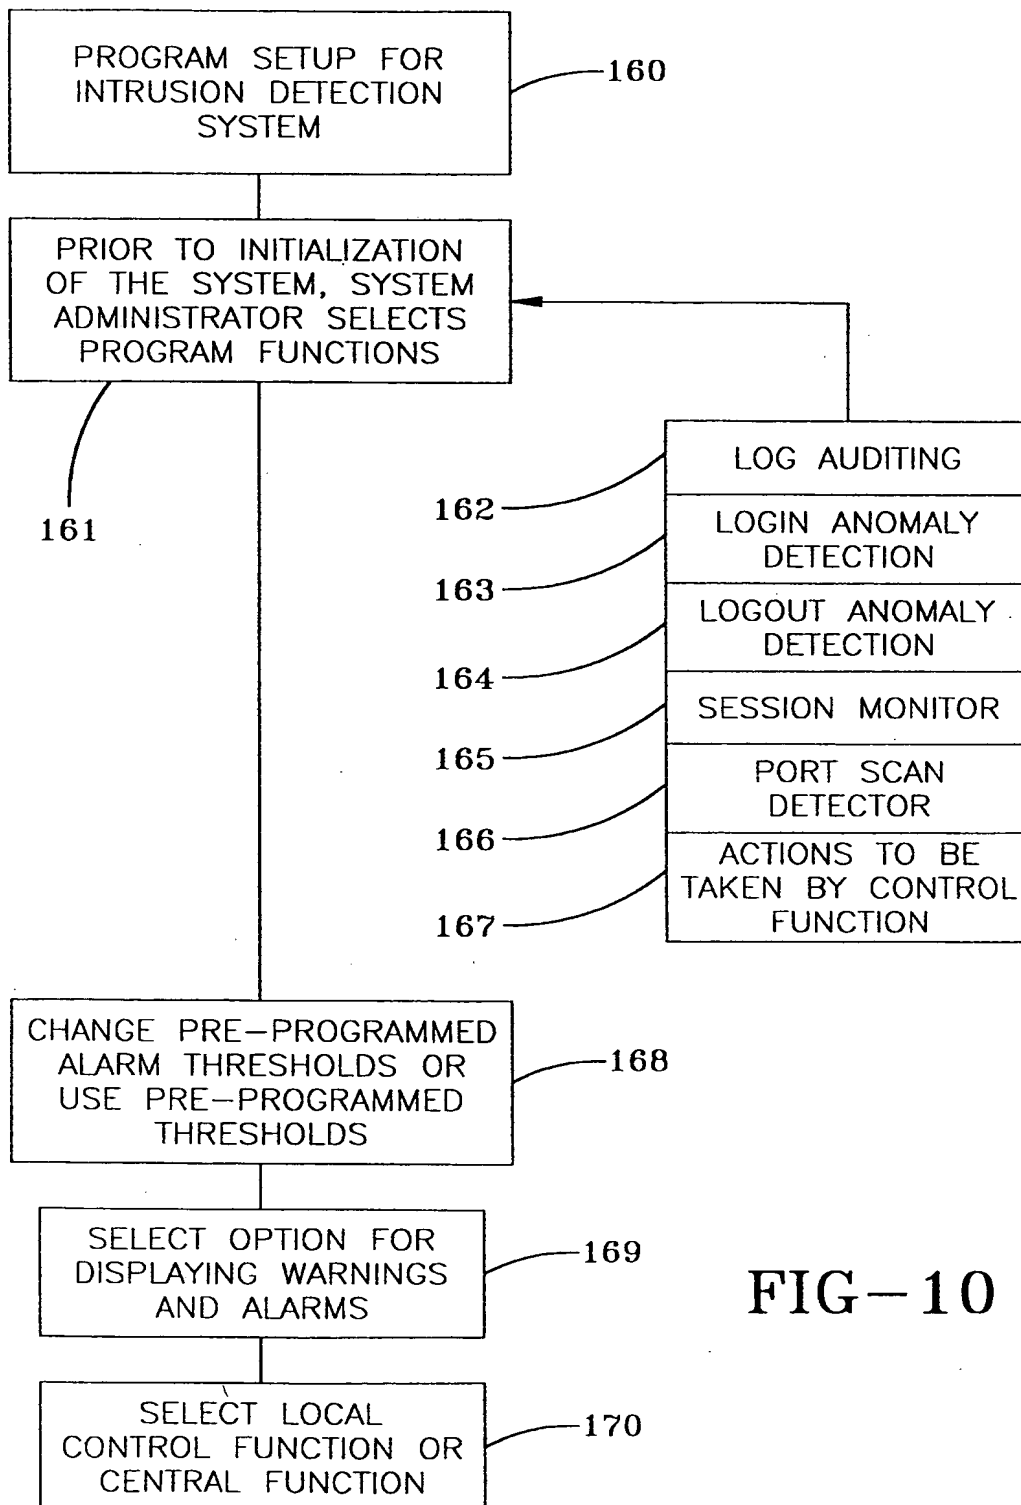 PROGRAM SETUP FOR
INTRUSION DETECTION
SYSTEM
160
PRIOR TO INITIALIZATION
OF THE SYSTEM, SYSTEM
ADMINISTRATOR SELECTS
PROGRAM FUNCTIONS
161
LOG AUDITING
162
LOGIN ANOMALY
DETECTION
163
LOGOUT ANOMALY
DETECTION
164
SESSION MONITOR
165
PORT SCAN
DETECTOR
166
ACTIONS TO BE
TAKEN BY CONTROL
FUNCTION
167
CHANGE PRE-PROGRAMMED
ALARM THRESHOLDS OR
USE PRE-PROGRAMMED
THRESHOLDS
168
SELECT OPTION FOR
DISPLAYING WARNINGS
AND ALARMS
169
SELECT LOCAL
CONTROL FUNCTION OR
CENTRAL FUNCTION
170
FIG-10